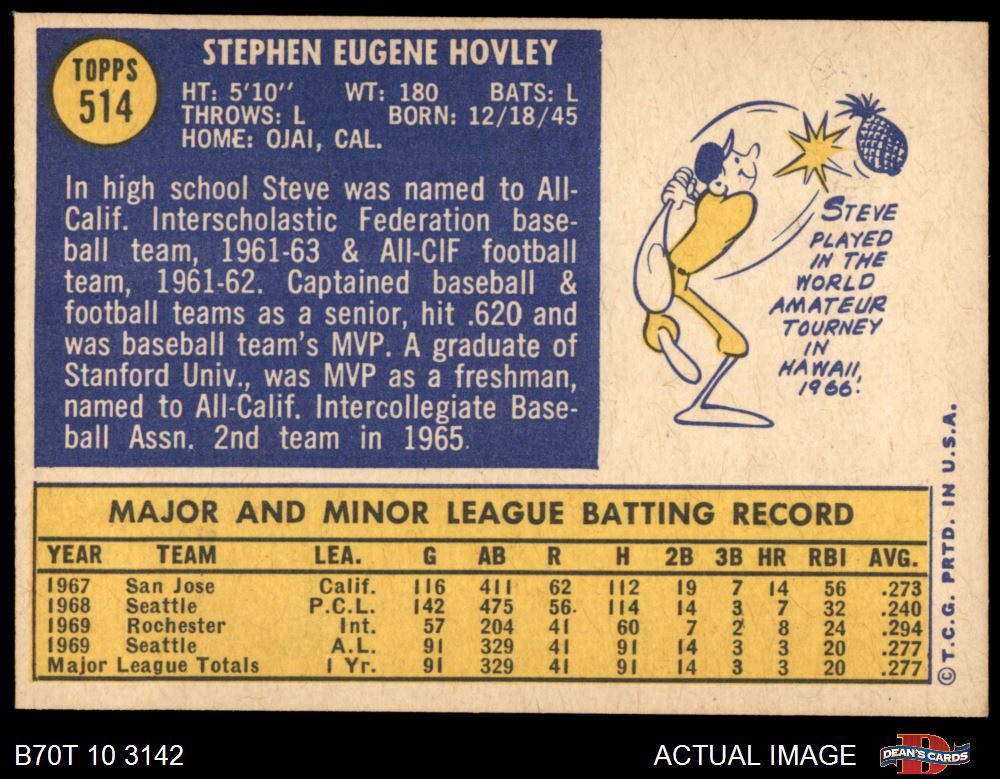 TOPPS
514
STEPHEN EUGENE HOVLEY
HT: 5'10" WT: 180 BATS: L
THROWS: L BORN: 12/18/45
HOME: OJAI, CAL.
In high school Steve was named to All-
Calif. Interscholastic Federation base-
ball team, 1961-63 & All-CIF football
team, 1961-62. Captained baseball &
football teams as a senior, hit .620 and
was baseball team's MVP. A graduate of
Stanford Univ., was MVP as a freshman,
named to All-Calif. Intercollegiate Base-
ball Assn. 2nd team in 1965.
STEVE
PLAYED
IN THE
WORLD
AMATEUR
TOURNEY
IN
HAWAII,
1966.
MAJOR AND MINOR LEAGUE BATTING RECORD
YEAR TEAM LEA. G AB R H 2B 3B HR RBI AVG.
1967 San Jose Calif. 116 411 62 112 19 7 14 56 .273
1968 Seattle P.C.L. 142 475 56 114 14 3 7 32 .240
1969 Rochester Int. 57 204 41 60 7 2 8 24 .294
1969 Seattle A.L. 91 329 41 91 14 3 3 20 .277
Major League Totals 1 Yr. 91 329 41 91 14 3 3 20 .277
© T.C.G. PRTD. IN U.S.A.
B70T 10 3142
ACTUAL IMAGE
DEAN'S CARDS